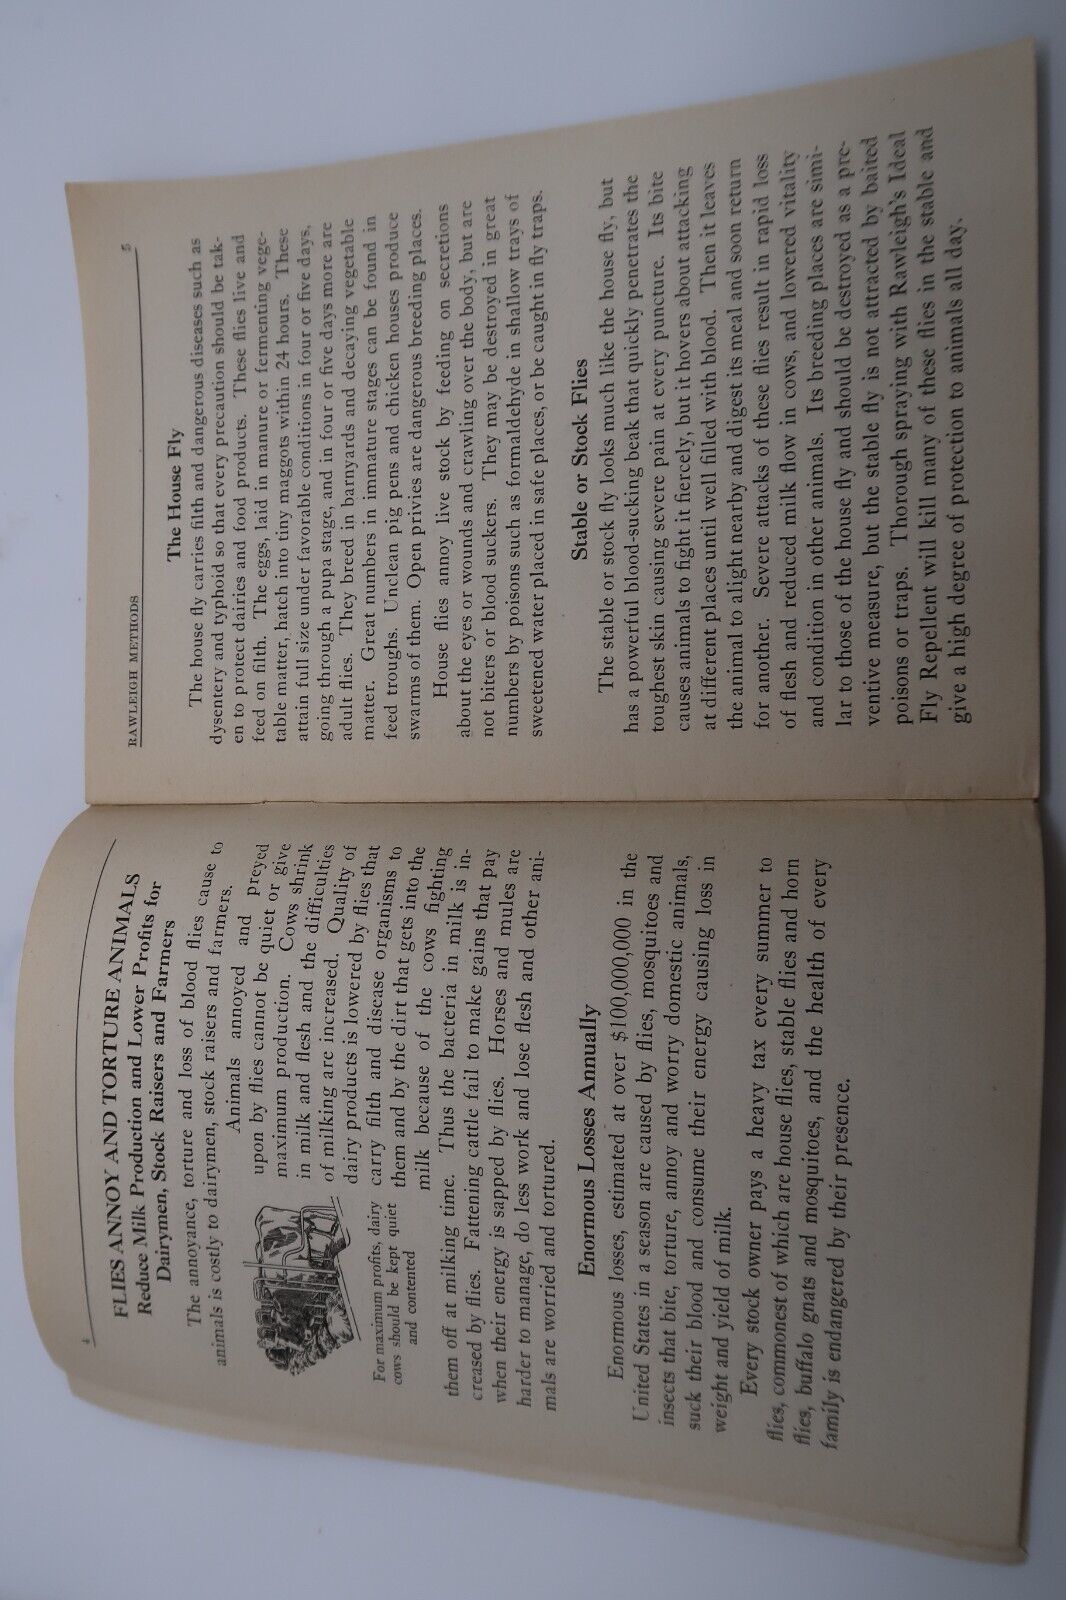 4
FLIES ANNOY AND TORTURE ANIMALS
Reduce Milk Production and Lower Profits for
Dairymen, Stock Raisers and Farmers
The annoyance, torture and loss of blood flies cause to
animals is costly to dairymen, stock raisers and farmers.
Animals annoyed and preyed
upon by flies cannot be quiet or give
maximum production. Cows shrink
in milk and flesh and the difficulties
of milking are increased. Quality of
dairy products is lowered by flies that
carry filth and disease organisms to
them and by the dirt that gets into the
milk because of the cows fighting
For maximum profits, dairy
cows should be kept quiet
and contented
them off at milking time. Thus the bacteria in milk is in-
creased by flies. Fattening cattle fail to make gains that pay
when their energy is sapped by flies. Horses and mules are
harder to manage, do less work and lose flesh and other ani-
mals are worried and tortured.
Enormous Losses Annually
Enormous losses, estimated at over $100,000,000 in the
United States in a season are caused by flies, mosquitoes and
insects that bite, torture, annoy and worry domestic animals,
suck their blood and consume their energy causing loss in
weight and yield of milk.
Every stock owner pays a heavy tax every summer to
flies, commonest of which are house flies, stable flies and horn
flies, buffalo gnats and mosquitoes, and the health of every
family is endangered by their presence.
RAWLEIGH METHODS 5
The House Fly
The house fly carries filth and dangerous diseases such as
dysentery and typhoid so that every precaution should be tak-
en to protect dairies and food products. These flies live and
feed on filth. The eggs, laid in manure or fermenting vege-
table matter, hatch into tiny maggots within 24 hours. These
attain full size under favorable conditions in four or five days,
going through a pupa stage, and in four or five days more are
adult flies. They breed in barnyards and decaying vegetable
matter. Great numbers in immature stages can be found in
feed troughs. Unclean pig pens and chicken houses produce
swarms of them. Open privies are dangerous breeding places.
House flies annoy live stock by feeding on secretions
about the eyes or wounds and crawling over the body, but are
not biters or blood suckers. They may be destroyed in great
numbers by poisons such as formaldehyde in shallow trays of
sweetened water placed in safe places, or be caught in fly traps.
Stable or Stock Flies
The stable or stock fly looks much like the house fly, but
has a powerful blood-sucking beak that quickly penetrates the
toughest skin causing severe pain at every puncture. Its bite
causes animals to fight it fiercely, but it hovers about attacking
at different places until well filled with blood. Then it leaves
the animal to alight nearby and digest its meal and soon return
for another. Severe attacks of these flies result in rapid loss
of flesh and reduced milk flow in cows, and lowered vitality
and condition in other animals. Its breeding places are simi-
lar to those of the house fly and should be destroyed as a pre-
ventive measure, but the stable fly is not attracted by baited
poisons or traps. Thorough spraying with Rawleigh's Ideal
Fly Repellent will kill many of these flies in the stable and
give a high degree of protection to animals all day.